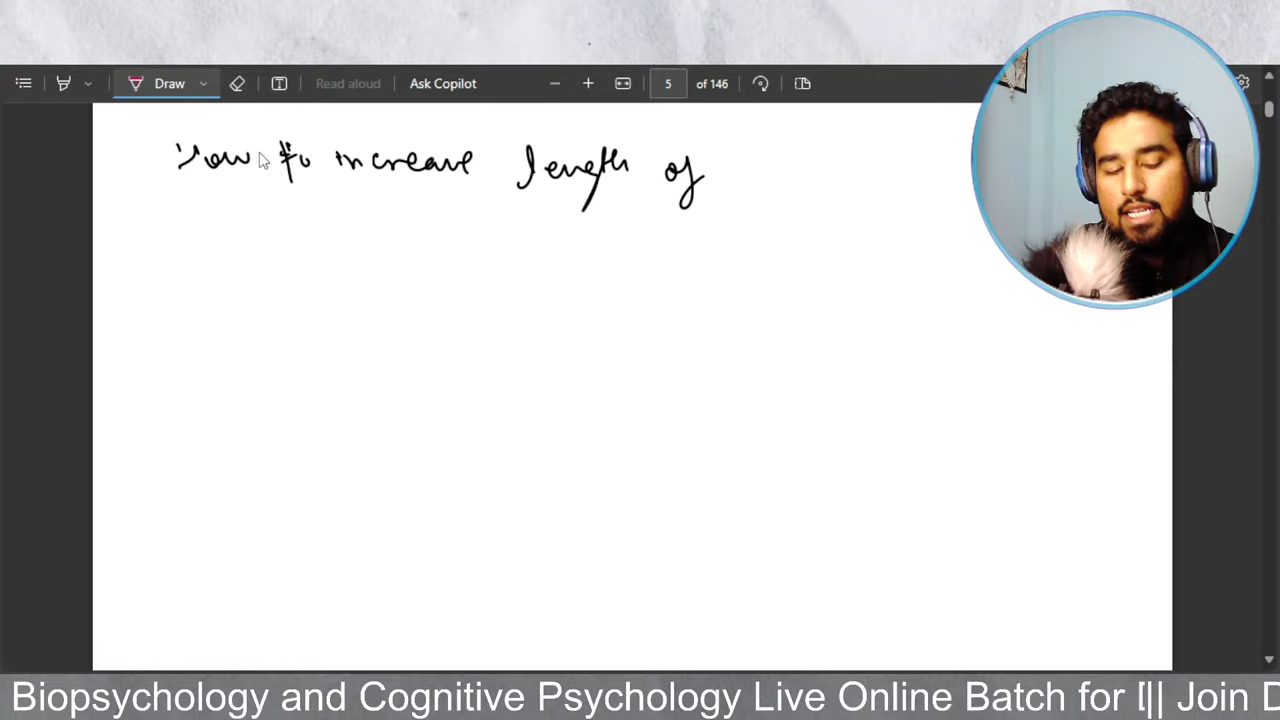 Draw
Read aloud
Ask Copilot
5 of 146
How to increase length of
Biopsychology and Cognitive Psychology Live Online Batch for [|| Join D